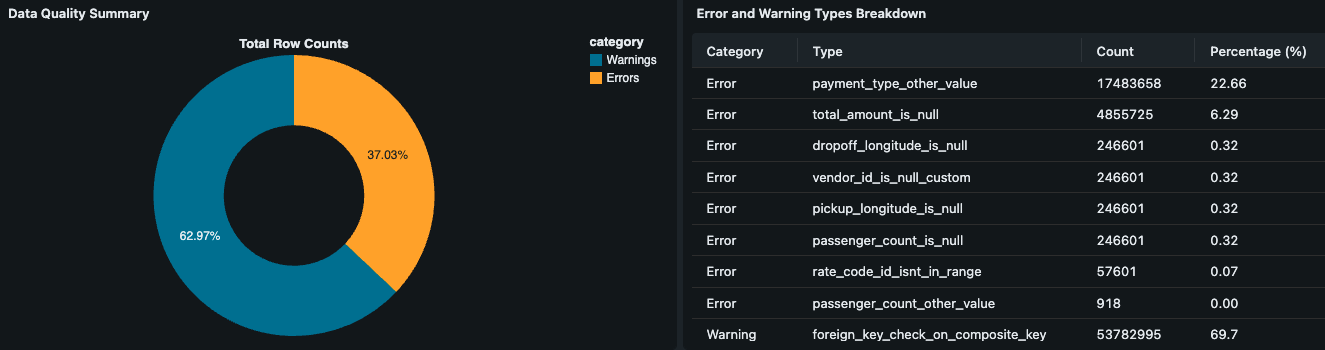 Data Quality Summary
Total Row Counts
category
Warnings
Errors
37.03%
62.97%
Error and Warning Types Breakdown
Category Type Count Percentage (%)
Error payment_type_other_value 17483658 22.66
Error total_amount_is_null 4855725 6.29
Error dropoff_longitude_is_null 246601 0.32
Error vendor_id_is_null_custom 246601 0.32
Error pickup_longitude_is_null 246601 0.32
Error passenger_count_is_null 246601 0.32
Error rate_code_id_isnt_in_range 57601 0.07
Error passenger_count_other_value 918 0.00
Warning foreign_key_check_on_composite_key 53782995 69.7